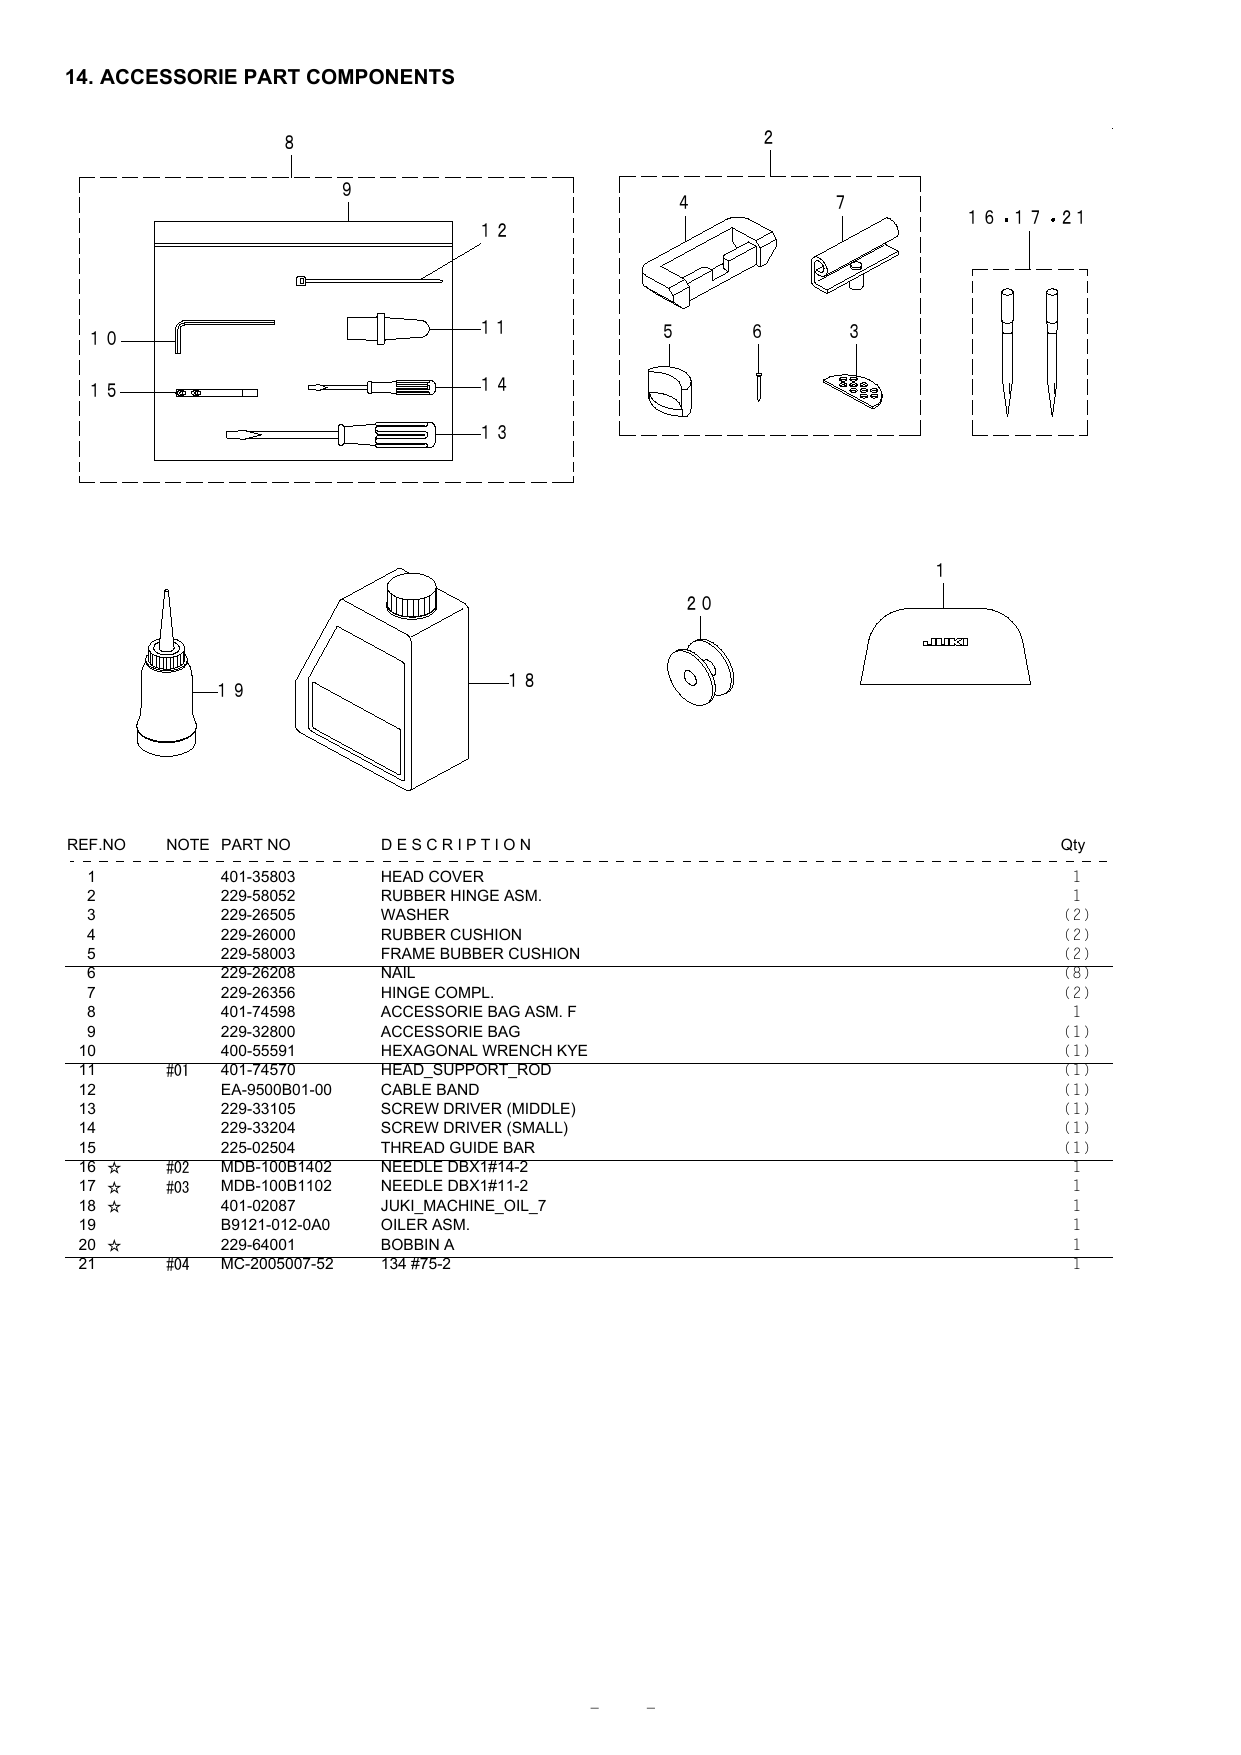 14. ACCESSORIE PART COMPONENTS
8
2
9
4
7
12
16・17・21
10
11
5
6
3
15
14
13
1
JUKI
20
19
18
REF.NO NOTE PART NO DESCRIPTION Qty
1 401-35803 HEAD COVER 1
2 229-58052 RUBBER HINGE ASM. 1
3 229-26505 WASHER (2)
4 229-26000 RUBBER CUSHION (2)
5 229-58003 FRAME BUBBER CUSHION (2)
6 229-26208 NAIL (8)
7 229-26356 HINGE COMPL. (2)
8 401-74598 ACCESSORIE BAG ASM. F 1
9 229-32800 ACCESSORIE BAG (1)
10 400-55591 HEXAGONAL WRENCH KYE (1)
11 #01 401-74570 HEAD_SUPPORT_ROD (1)
12 EA-9500B01-00 CABLE BAND (1)
13 229-33105 SCREW DRIVER (MIDDLE) (1)
14 229-33204 SCREW DRIVER (SMALL) (1)
15 225-02504 THREAD GUIDE BAR (1)
16 ☆ #02 MDB-100B1402 NEEDLE DBX1#14-2 1
17 ☆ #03 MDB-100B1102 NEEDLE DBX1#11-2 1
18 ☆ 401-02087 JUKI_MACHINE_OIL_7 1
19 B9121-012-0A0 OILER ASM. 1
20 ☆ 229-64001 BOBBIN A 1
21 #04 MC-2005007-52 134 #75-2 1
– –